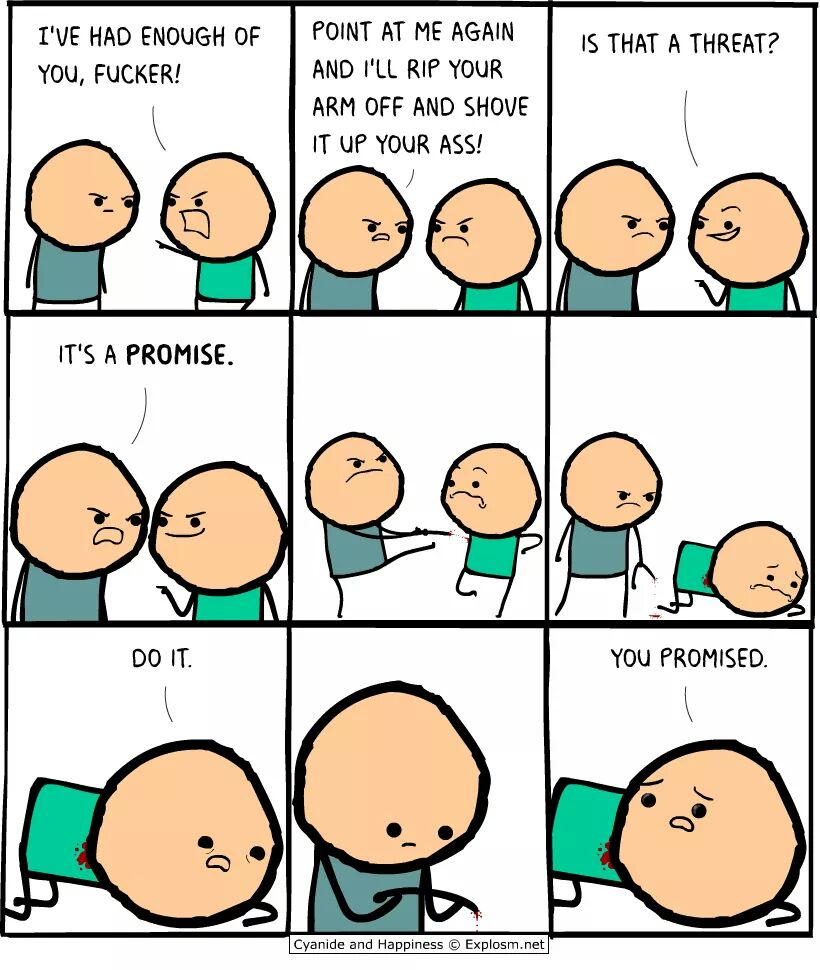 I'VE HAD ENOUGH OF
YOU, FUCKER!
POINT AT ME AGAIN
AND I'LL RIP YOUR
ARM OFF AND SHOVE
IT UP YOUR ASS!
IS THAT A THREAT?
IT'S A PROMISE.
DO IT.
YOU PROMISED.
Cyanide and Happiness © Explosm.net